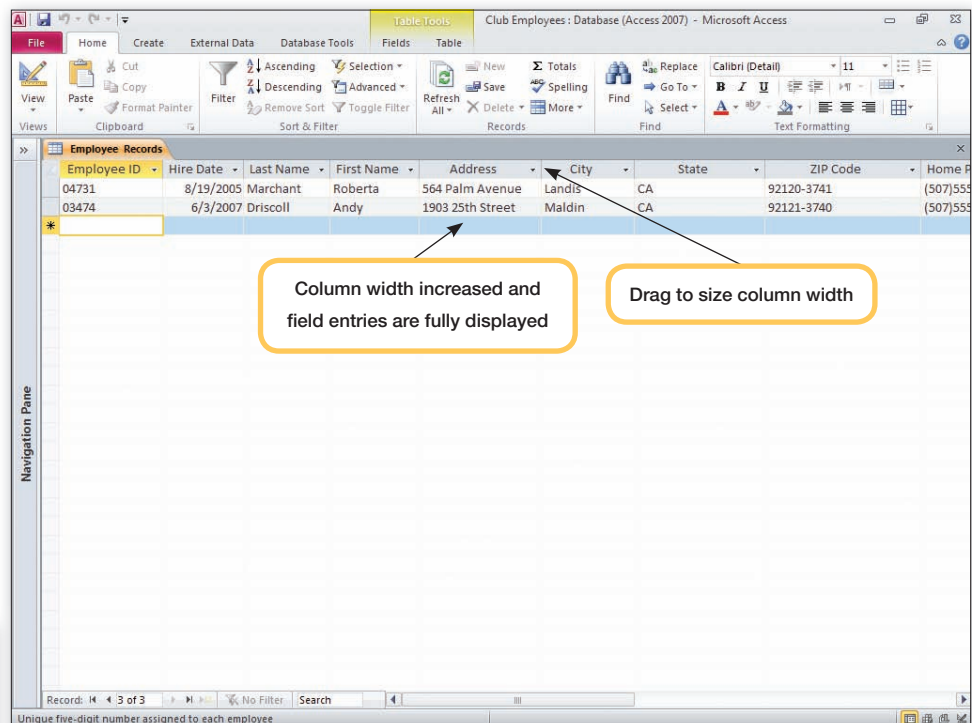 Table Tools
Club Employees : Database (Access 2007) - Microsoft Access
File Home Create External Data Database Tools Fields Table
View
Views
Paste
Cut
Copy
Format Painter
Clipboard
Filter
Ascending
Descending
Remove Sort
Selection
Advanced
Toggle Filter
Sort & Filter
Refresh All
New
Save
Delete
Totals
Spelling
More
Records
Find
Replace
Go To
Select
Find
Calibri (Detail) 11
B I U
A
Text Formatting
Employee Records
Employee ID Hire Date Last Name First Name Address City State ZIP Code Home P
04731 8/19/2005 Marchant Roberta 564 Palm Avenue Landis CA 92120-3741 (507)555
03474 6/3/2007 Driscoll Andy 1903 25th Street Maldin CA 92121-3740 (507)555
Column width increased and
field entries are fully displayed
Drag to size column width
Navigation Pane
Record: 3 of 3 No Filter Search
Unique five-digit number assigned to each employee